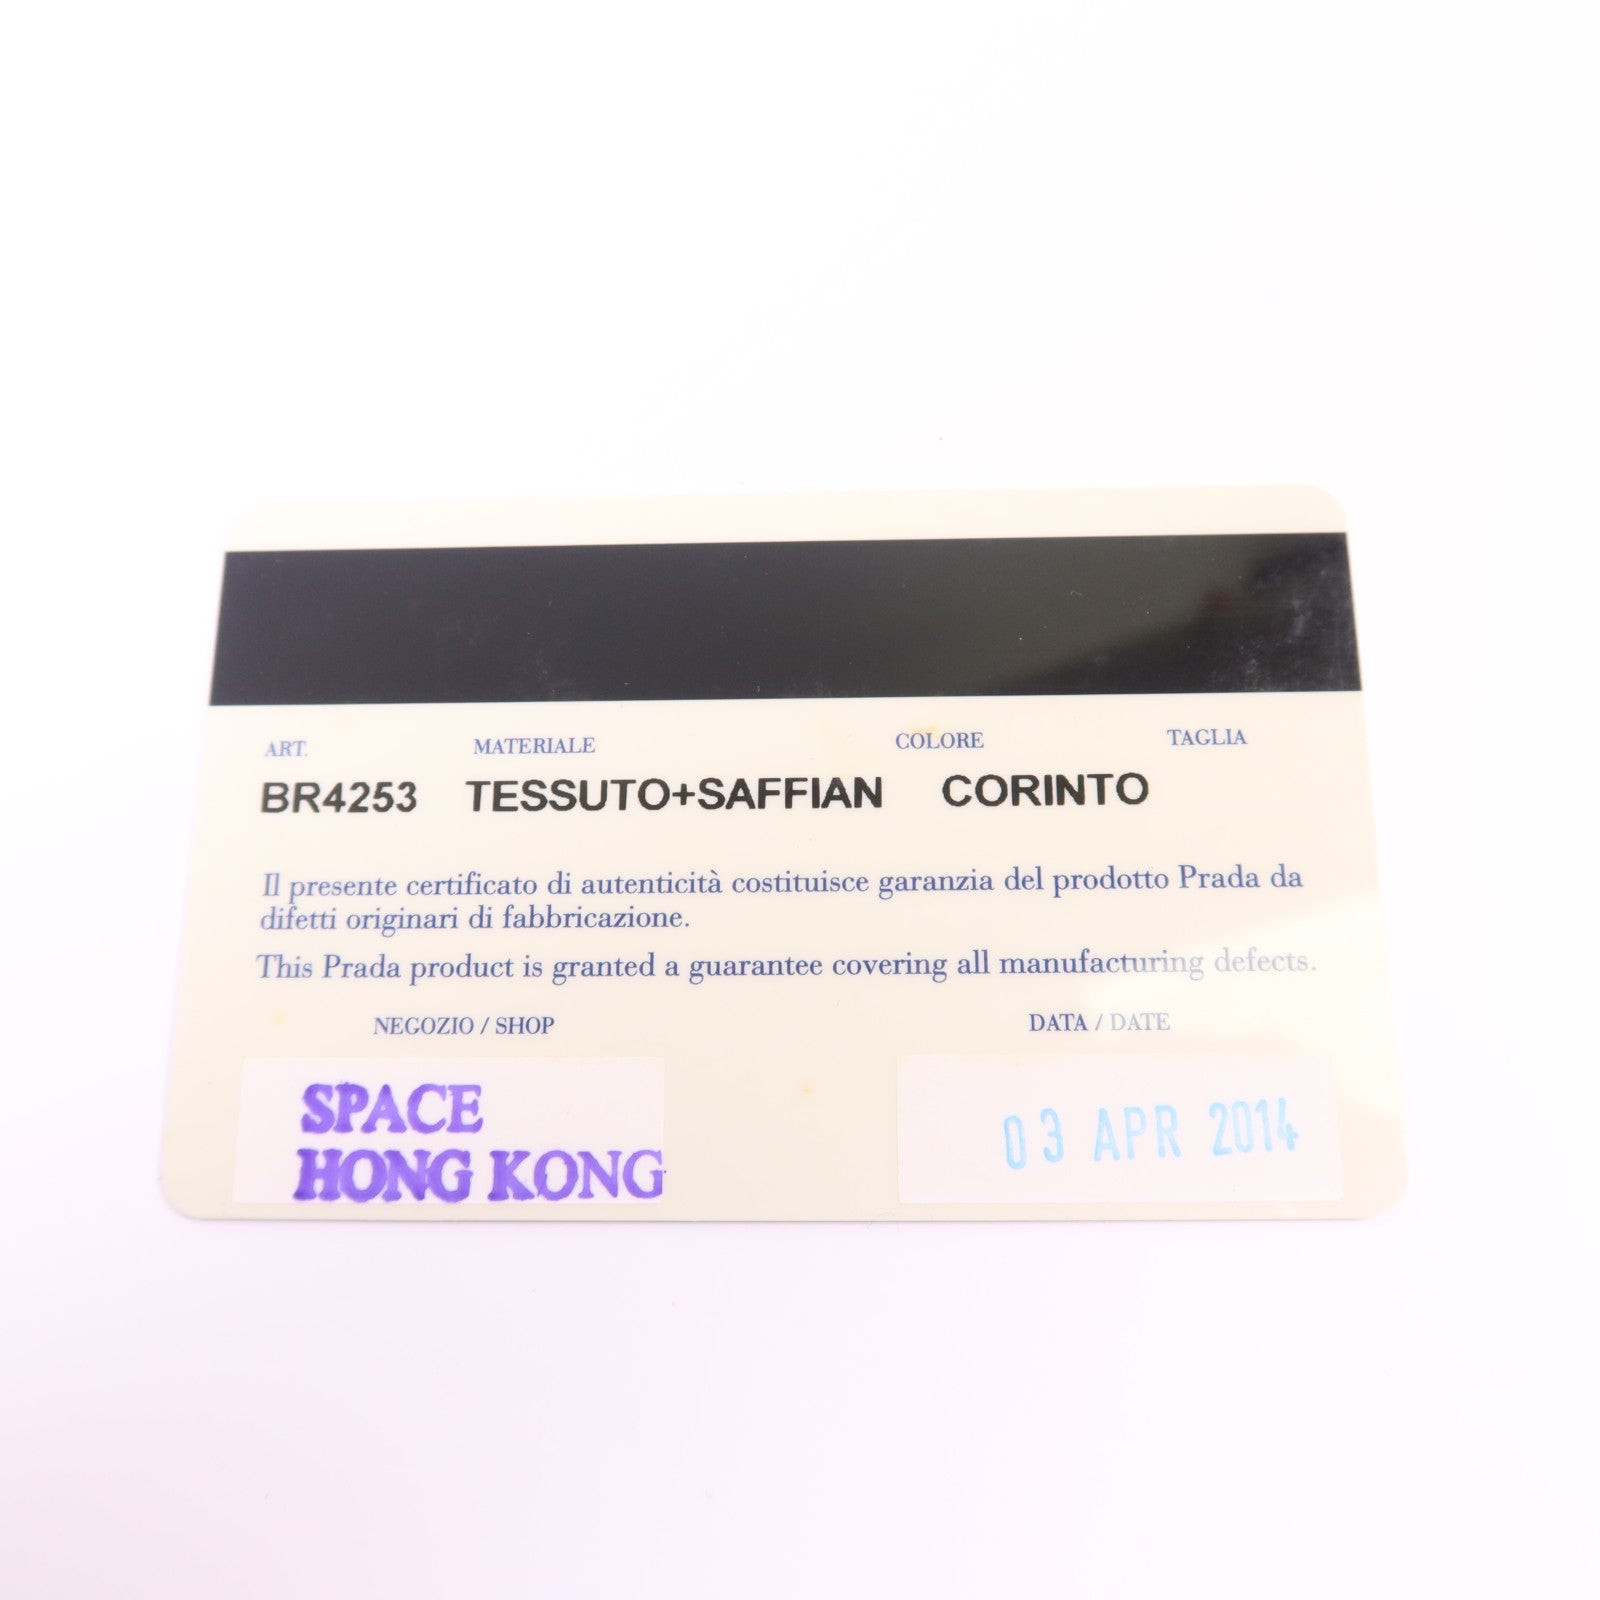 ART. MATERIALE COLORE TAGLIA
BR4253 TESSUTO+SAFFIAN CORINTO
Il presente certificato di autenticità costituisce garanzia del prodotto Prada da
difetti originari di fabbricazione.
This Prada product is granted a guarantee covering all manufacturing defects.
NEGOZIO / SHOP DATA / DATE
SPACE
HONG KONG
03 APR 2014